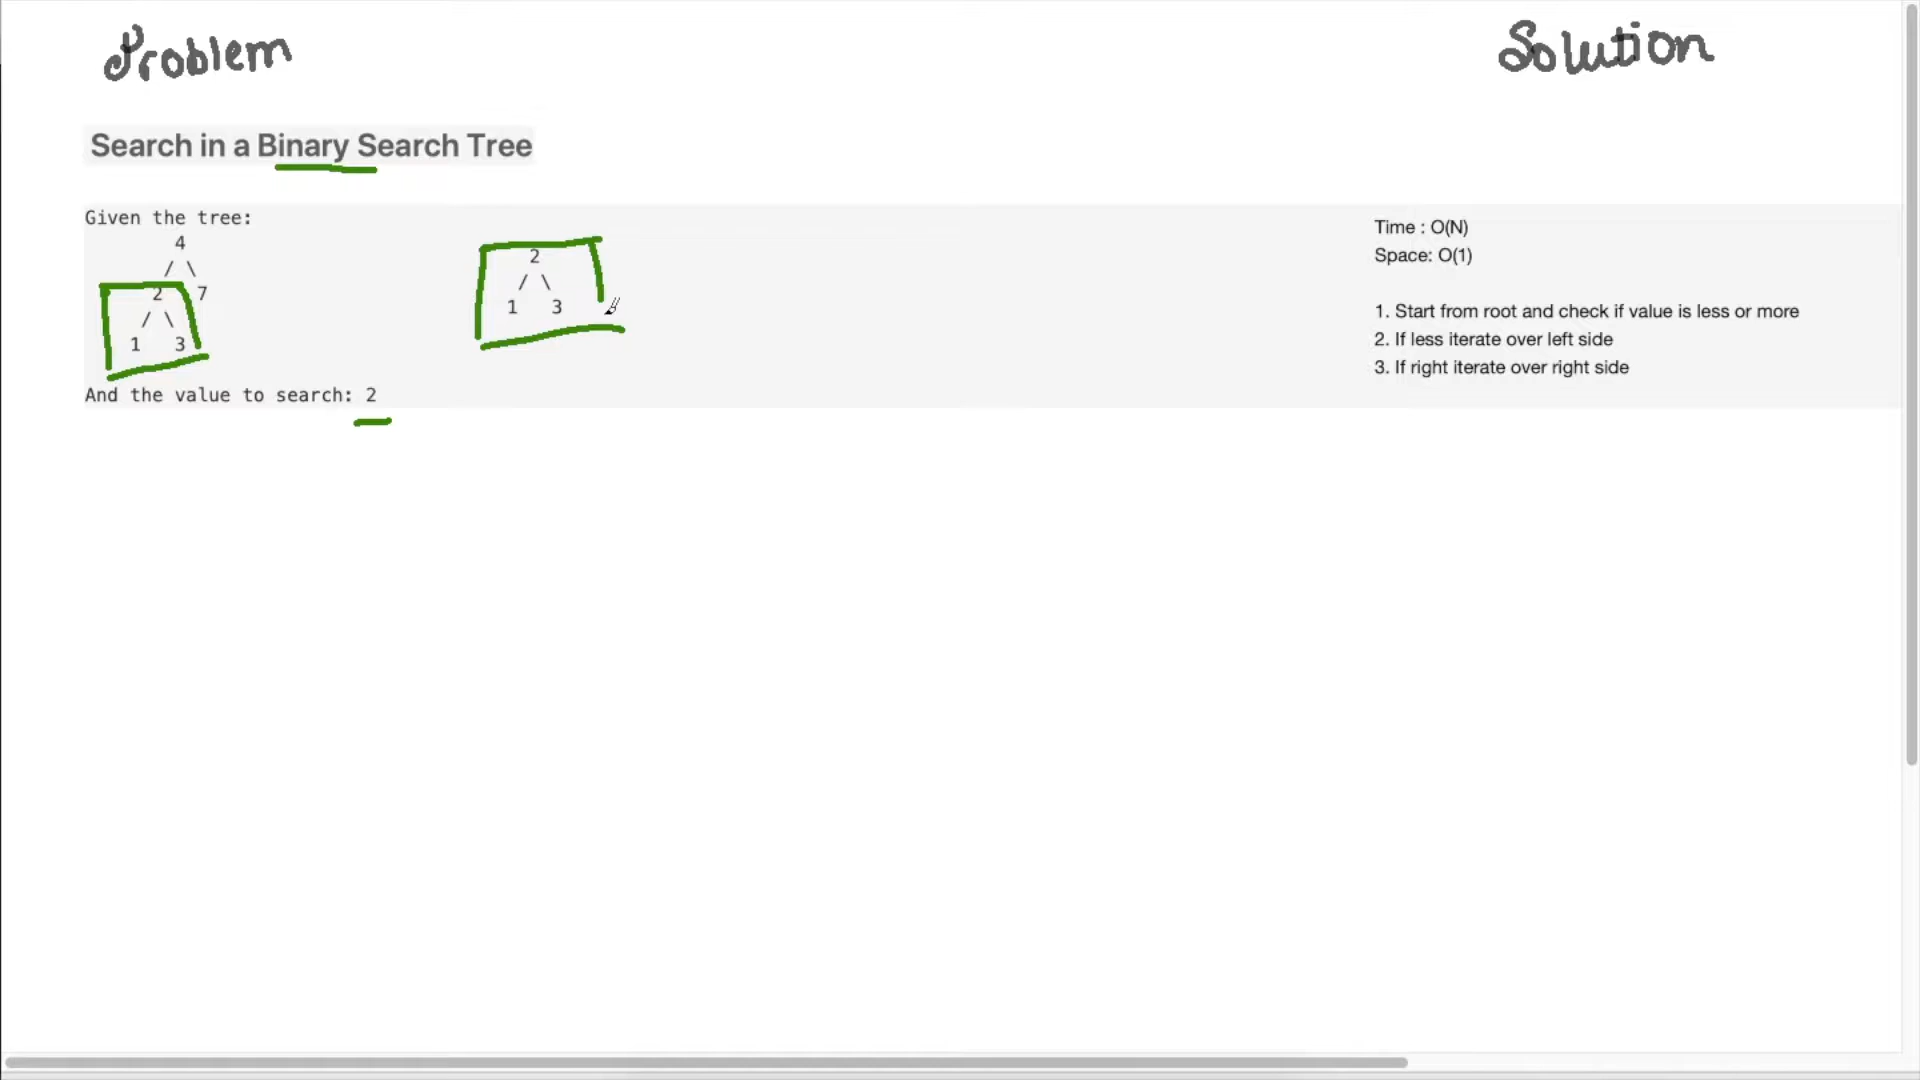 Problem
Solution
Search in a Binary Search Tree
Given the tree:
4
/ \
2 7
/ \
1 3
And the value to search: 2
2
/ \
1 3
Time : O(N)
Space: O(1)
1. Start from root and check if value is less or more
2. If less iterate over left side
3. If right iterate over right side